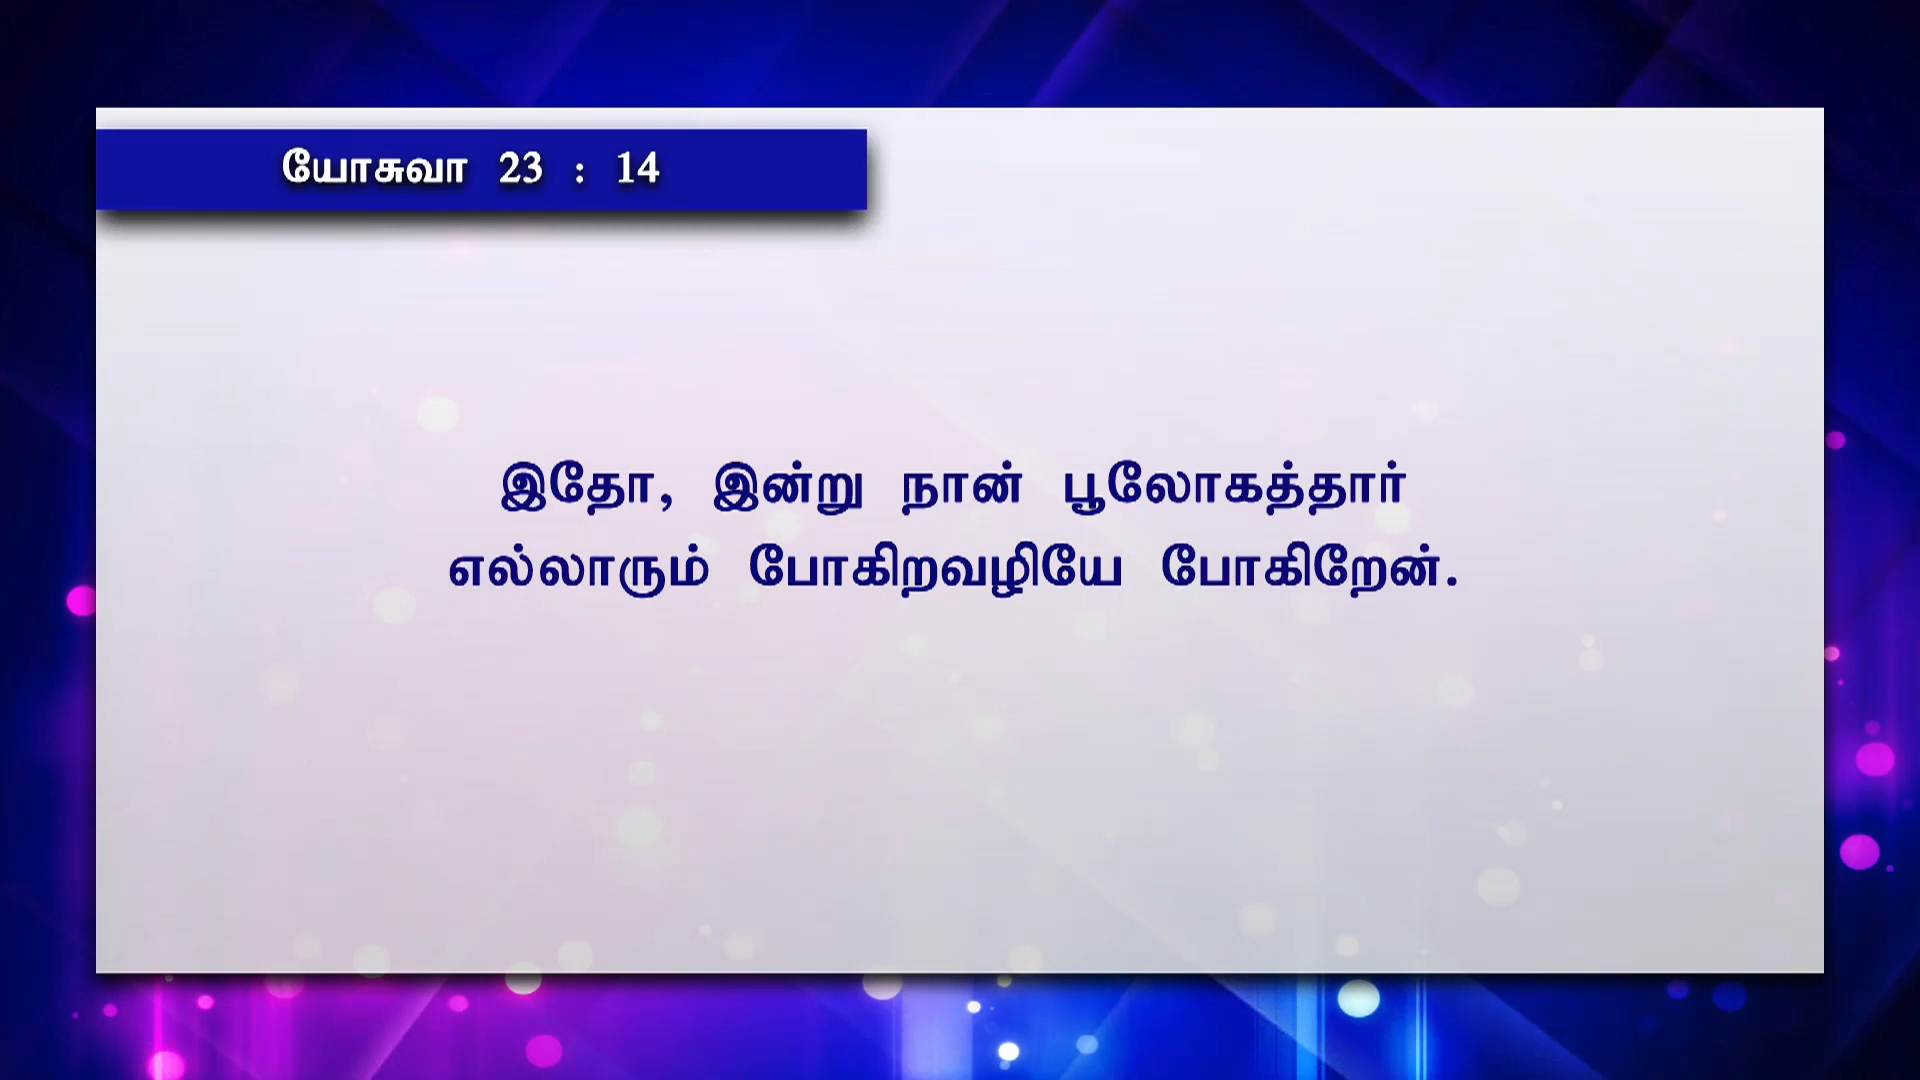 யோசுவா 23 : 14
இதோ, இன்று நான் பூலோகத்தார்
எல்லாரும் போகிறவழியே போகிறேன்.